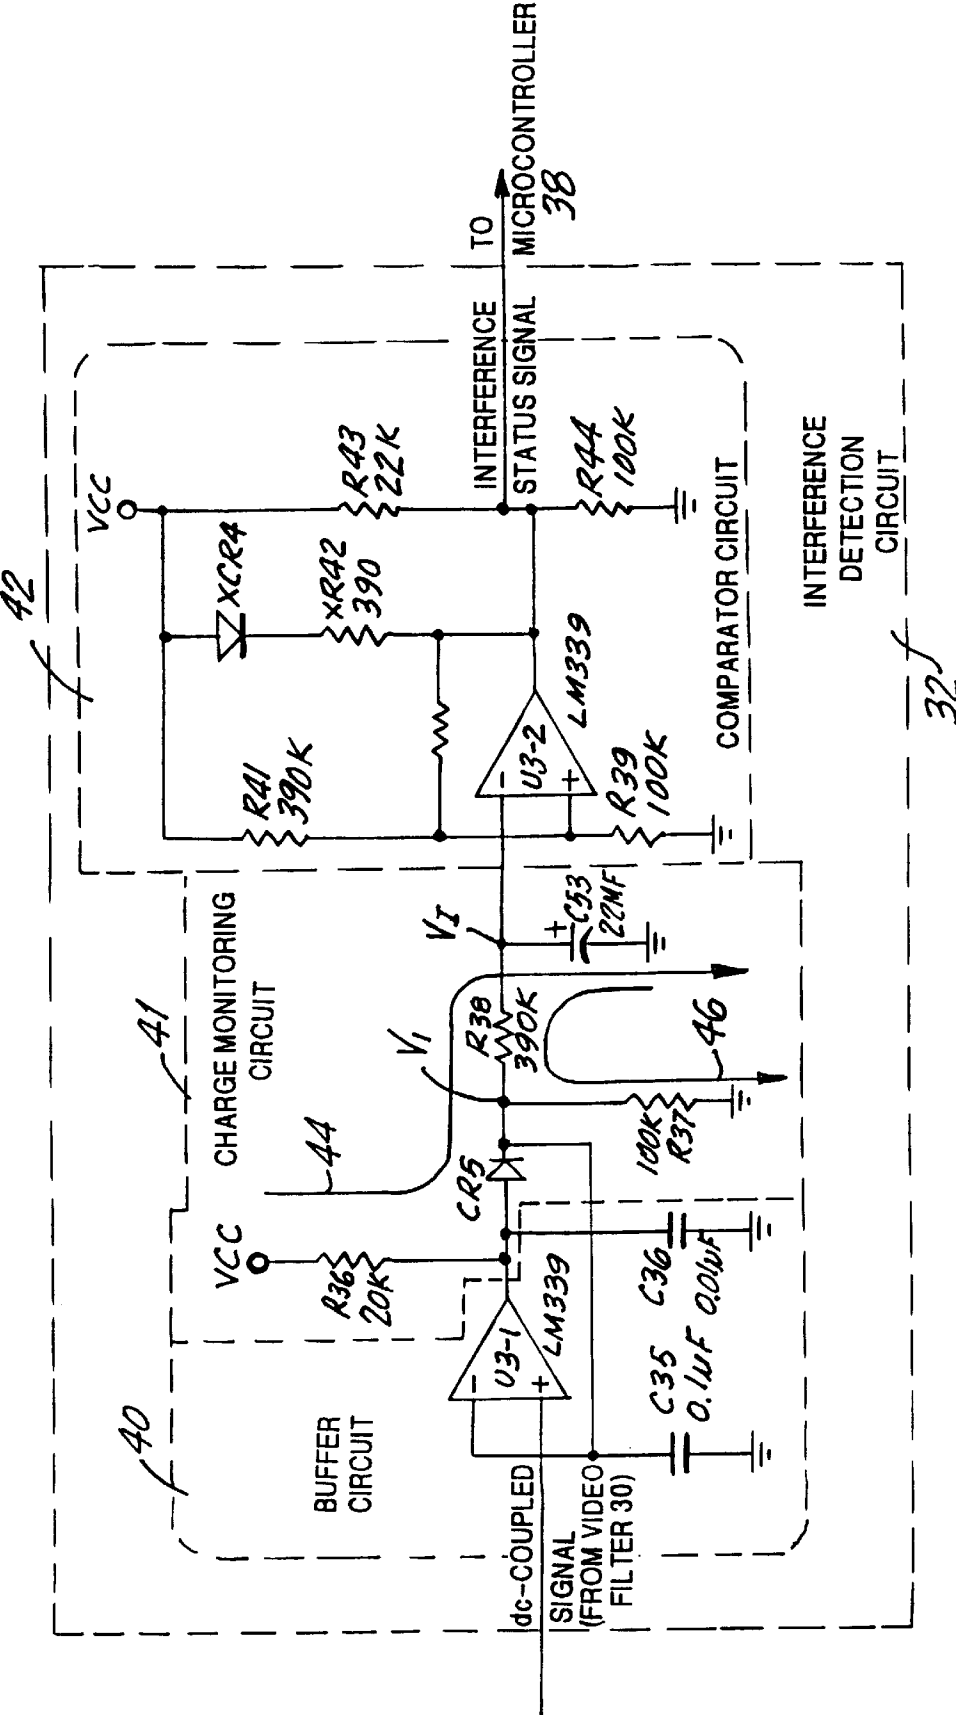 42
VCC
XCR4
R41
390K
XR42
390
R43
22K
INTERFERENCE
STATUS SIGNAL
TO
MICROCONTROLLER
38
U3-2
-
+
LM339
R39
100K
R44
100K
COMPARATOR CIRCUIT
INTERFERENCE
DETECTION
CIRCUIT
32
41
CHARGE MONITORING
CIRCUIT
44
V1
VI
VCC
R36
20K
CR5
R38
390K
+
C53
22MF
46
100K
R37
40
BUFFER
CIRCUIT
U3-1
-
+
LM339
C36
0.01µF
C35
0.1µF
dc-COUPLED
SIGNAL
(FROM VIDEO
FILTER 30)